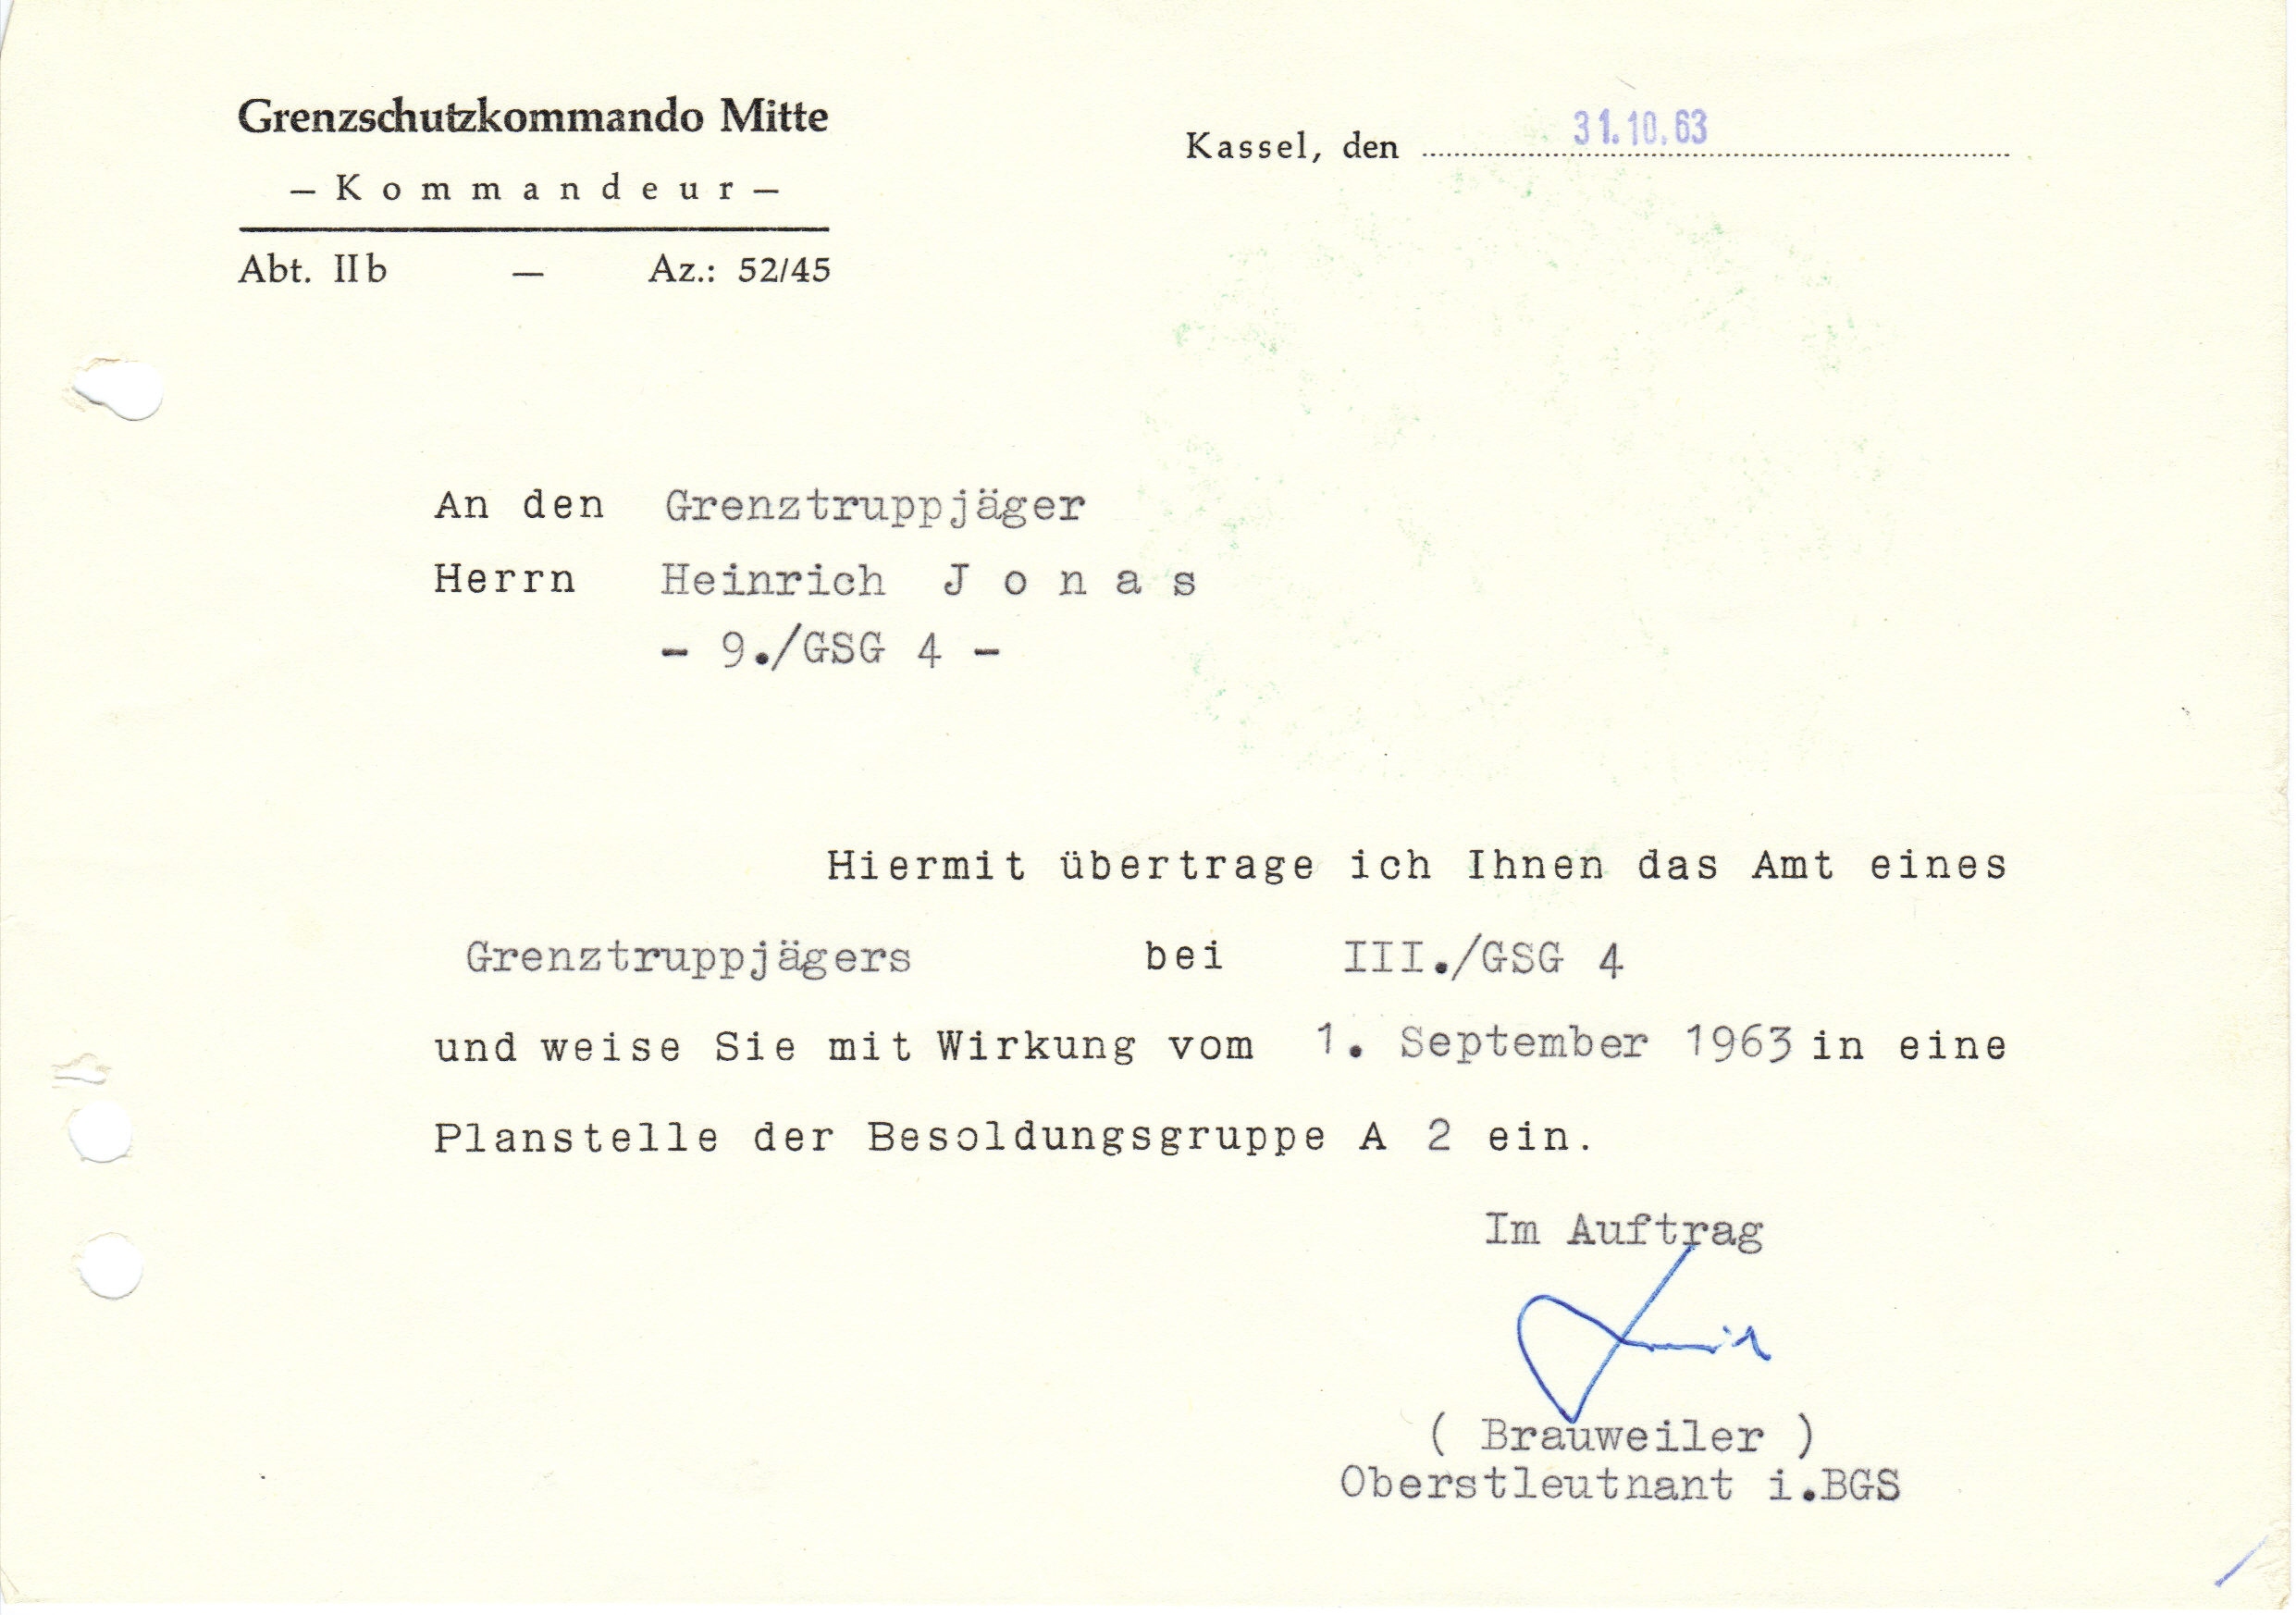 Grenzschutzkommando Mitte
– Kommandeur –
Abt. IIb – Az.: 52/45
Kassel, den 31.10.63
An den Grenztruppjäger
Herrn Heinrich Jonas
- 9./GSG 4 -
Hiermit übertrage ich Ihnen das Amt eines
Grenztruppjägers bei III./GSG 4
und weise Sie mit Wirkung vom 1. September 1963 in eine
Planstelle der Besoldungsgruppe A 2 ein.
Im Auftrag
( Brauweiler )
Oberstleutnant i.BGS